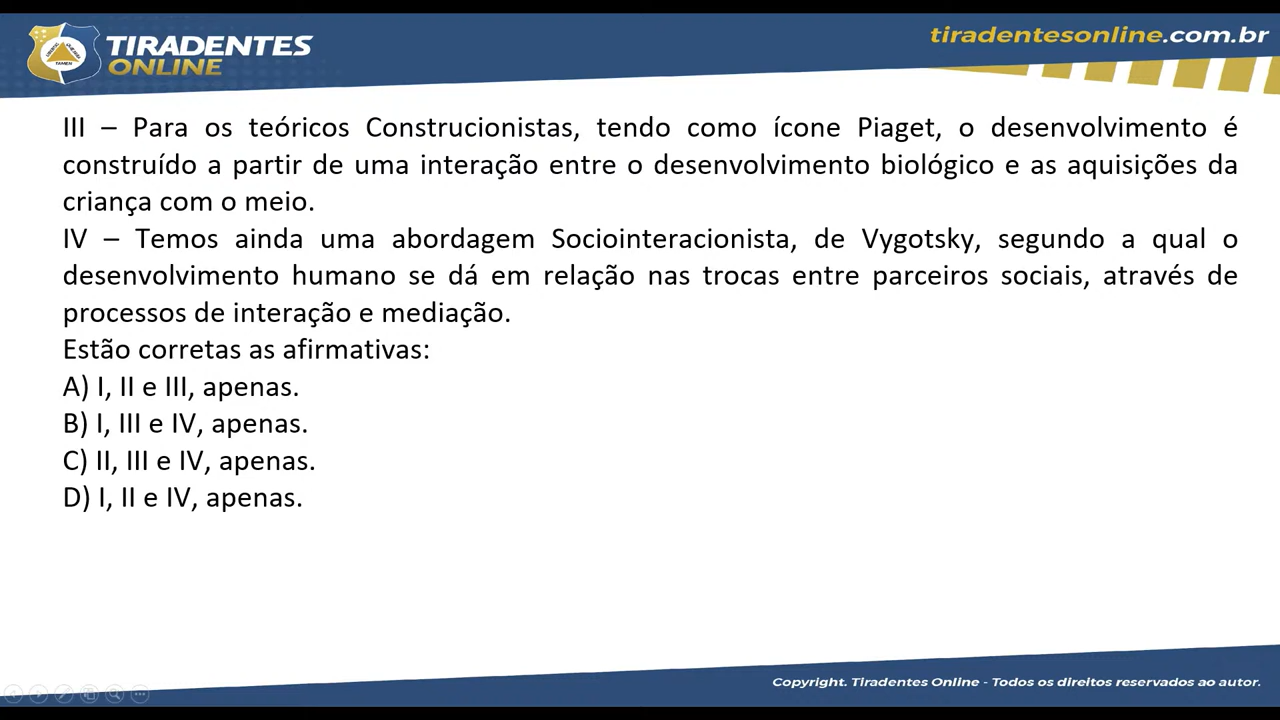 TIRADENTES
ONLINE
tiradentesonline.com.br
III – Para os teóricos Construcionistas, tendo como ícone Piaget, o desenvolvimento é
construído a partir de uma interação entre o desenvolvimento biológico e as aquisições da
criança com o meio.
IV – Temos ainda uma abordagem Sociointeracionista, de Vygotsky, segundo a qual o
desenvolvimento humano se dá em relação nas trocas entre parceiros sociais, através de
processos de interação e mediação.
Estão corretas as afirmativas:
A) I, II e III, apenas.
B) I, III e IV, apenas.
C) II, III e IV, apenas.
D) I, II e IV, apenas.
Copyright. Tiradentes Online - Todos os direitos reservados ao autor.